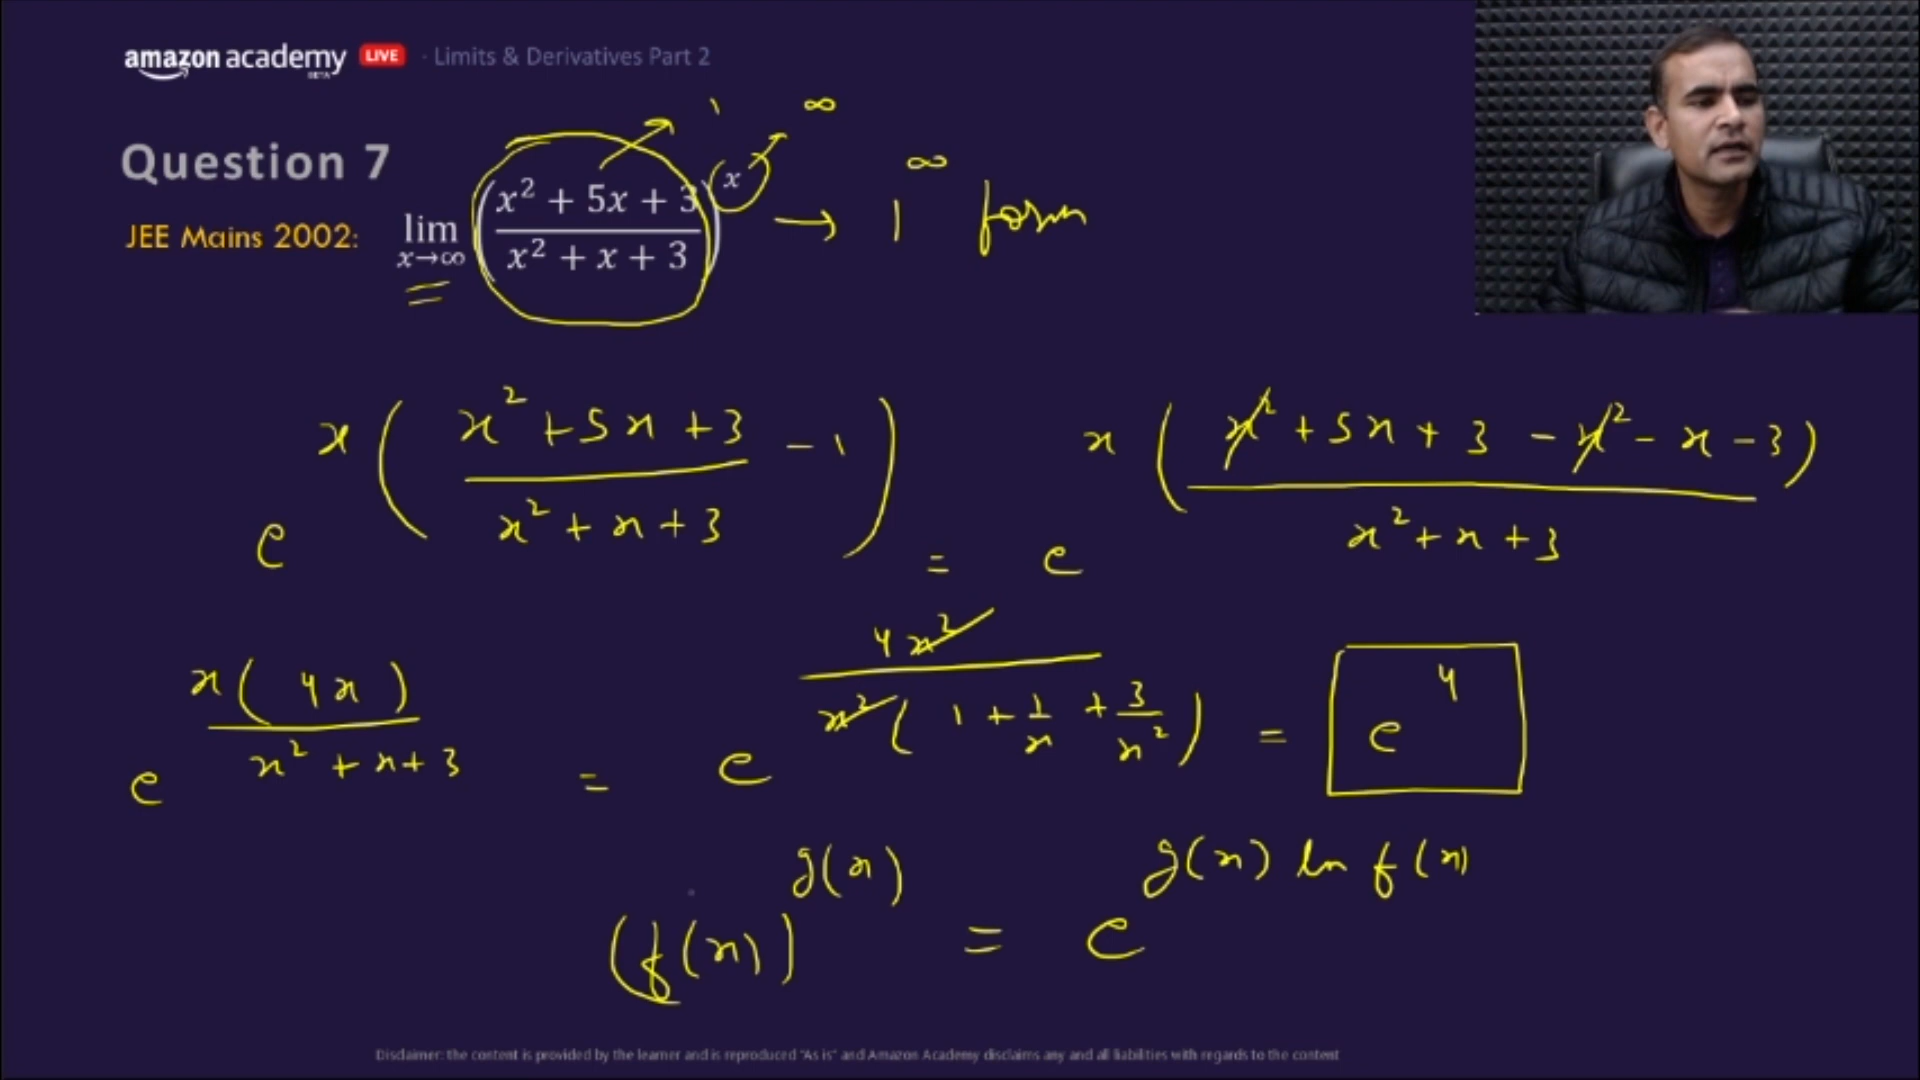 amazon academy LIVE · Limits & Derivatives Part 2
BETA
1 ∞
Question 7
JEE Mains 2002: lim x→∞ ((x² + 5x + 3)/(x² + x + 3))^x → 1^∞ form
e^(x((x²+5x+3)/(x²+x+3) - 1)) = e^(x(x²+5x+3-x²-x-3)/(x²+x+3))
e^(x(4x)/(x²+x+3)) = e^(4x²/(x²(1+1/x+3/x²))) = e^4
(f(x))^g(x) = e^(g(x) ln f(x)
Disclaimer: the content is provided by the learner and is reproduced "As is" and Amazon Academy disclaims any and all liabilities with regards to the content